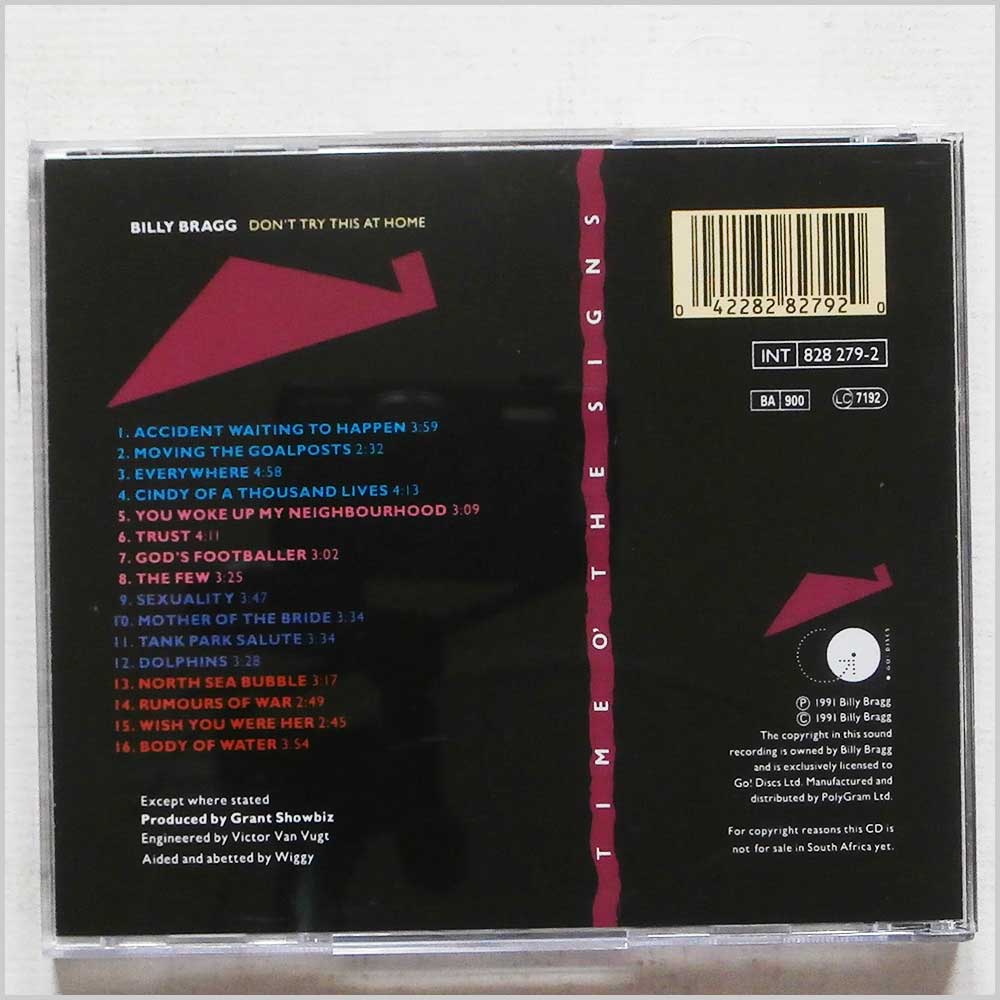 BILLY BRAGG DON'T TRY THIS AT HOME
1. ACCIDENT WAITING TO HAPPEN 3:59
2. MOVING THE GOALPOSTS 2:32
3. EVERYWHERE 4:58
4. CINDY OF A THOUSAND LIVES 4:13
5. YOU WOKE UP MY NEIGHBOURHOOD 3:09
6. TRUST 4:11
7. GOD'S FOOTBALLER 3:02
8. THE FEW 3:25
9. SEXUALITY 3:47
10. MOTHER OF THE BRIDE 3:34
11. TANK PARK SALUTE 3:34
12. DOLPHINS 3:28
13. NORTH SEA BUBBLE 3:17
14. RUMOURS OF WAR 2:49
15. WISH YOU WERE HER 2:45
16. BODY OF WATER 3:54
Except where stated
Produced by Grant Showbiz
Engineered by Victor Van Vugt
Aided and abetted by Wiggy
TIME O' THE SIGNS
0 42282 82792 0
INT 828 279-2
BA 900 LC 7192
GO! DISCS
Ⓟ 1991 Billy Bragg
© 1991 Billy Bragg
The copyright in this sound
recording is owned by Billy Bragg
and is exclusively licensed to
Go! Discs Ltd. Manufactured and
distributed by PolyGram Ltd.
For copyright reasons this CD is
not for sale in South Africa yet.